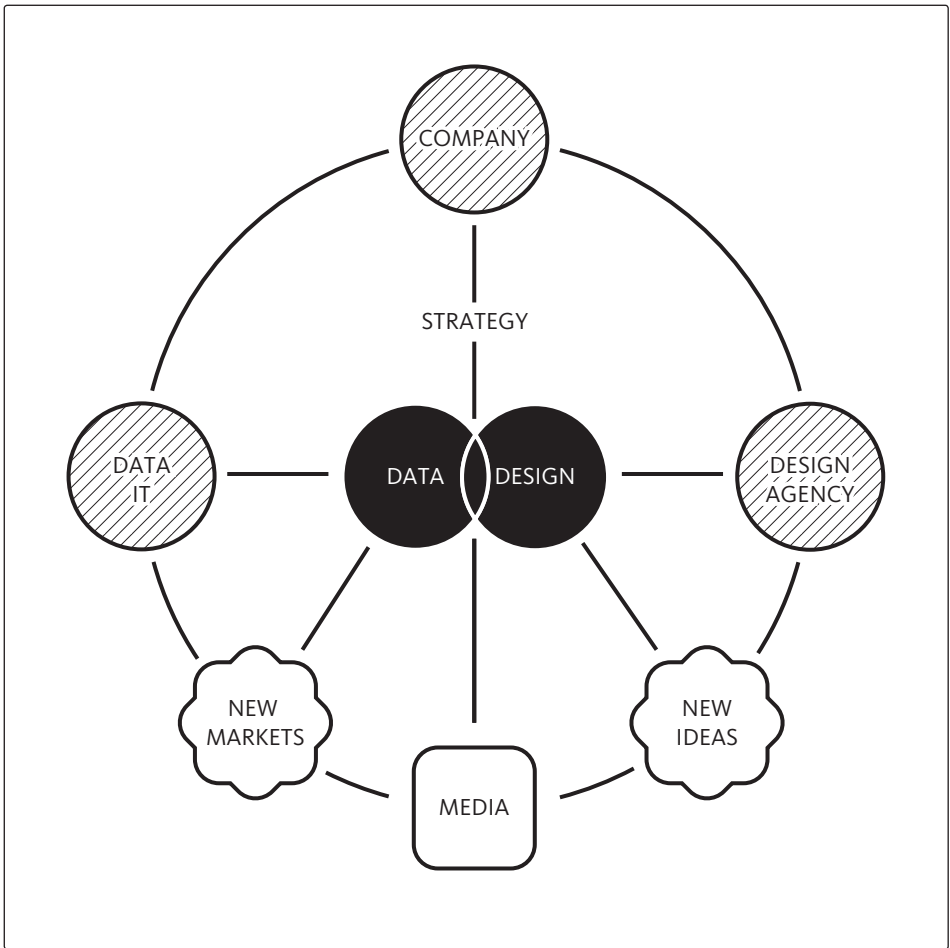 COMPANY
STRATEGY
DATA
IT
DATA
DESIGN
DESIGN
AGENCY
NEW
MARKETS
NEW
IDEAS
MEDIA